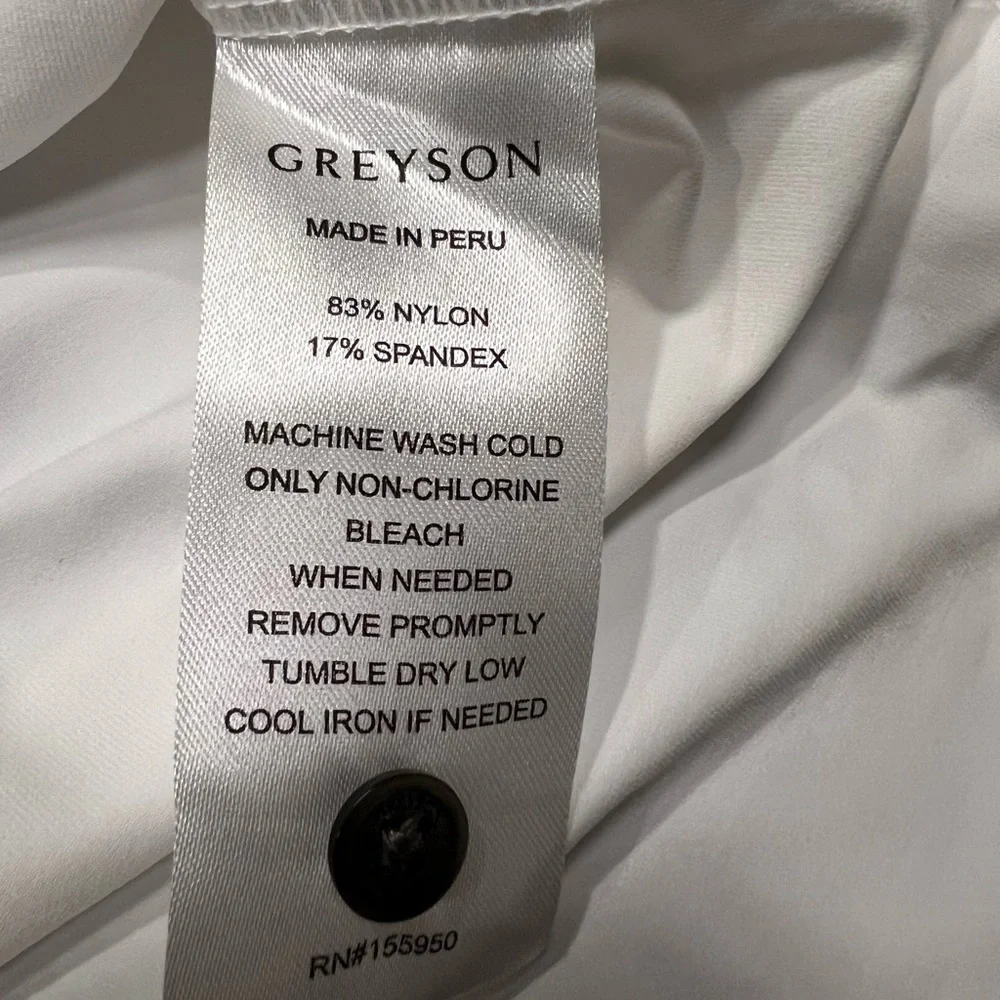 GREYSON
MADE IN PERU
83% NYLON
17% SPANDEX
MACHINE WASH COLD
ONLY NON-CHLORINE
BLEACH
WHEN NEEDED
REMOVE PROMPTLY
TUMBLE DRY LOW
COOL IRON IF NEEDED
RN#155950